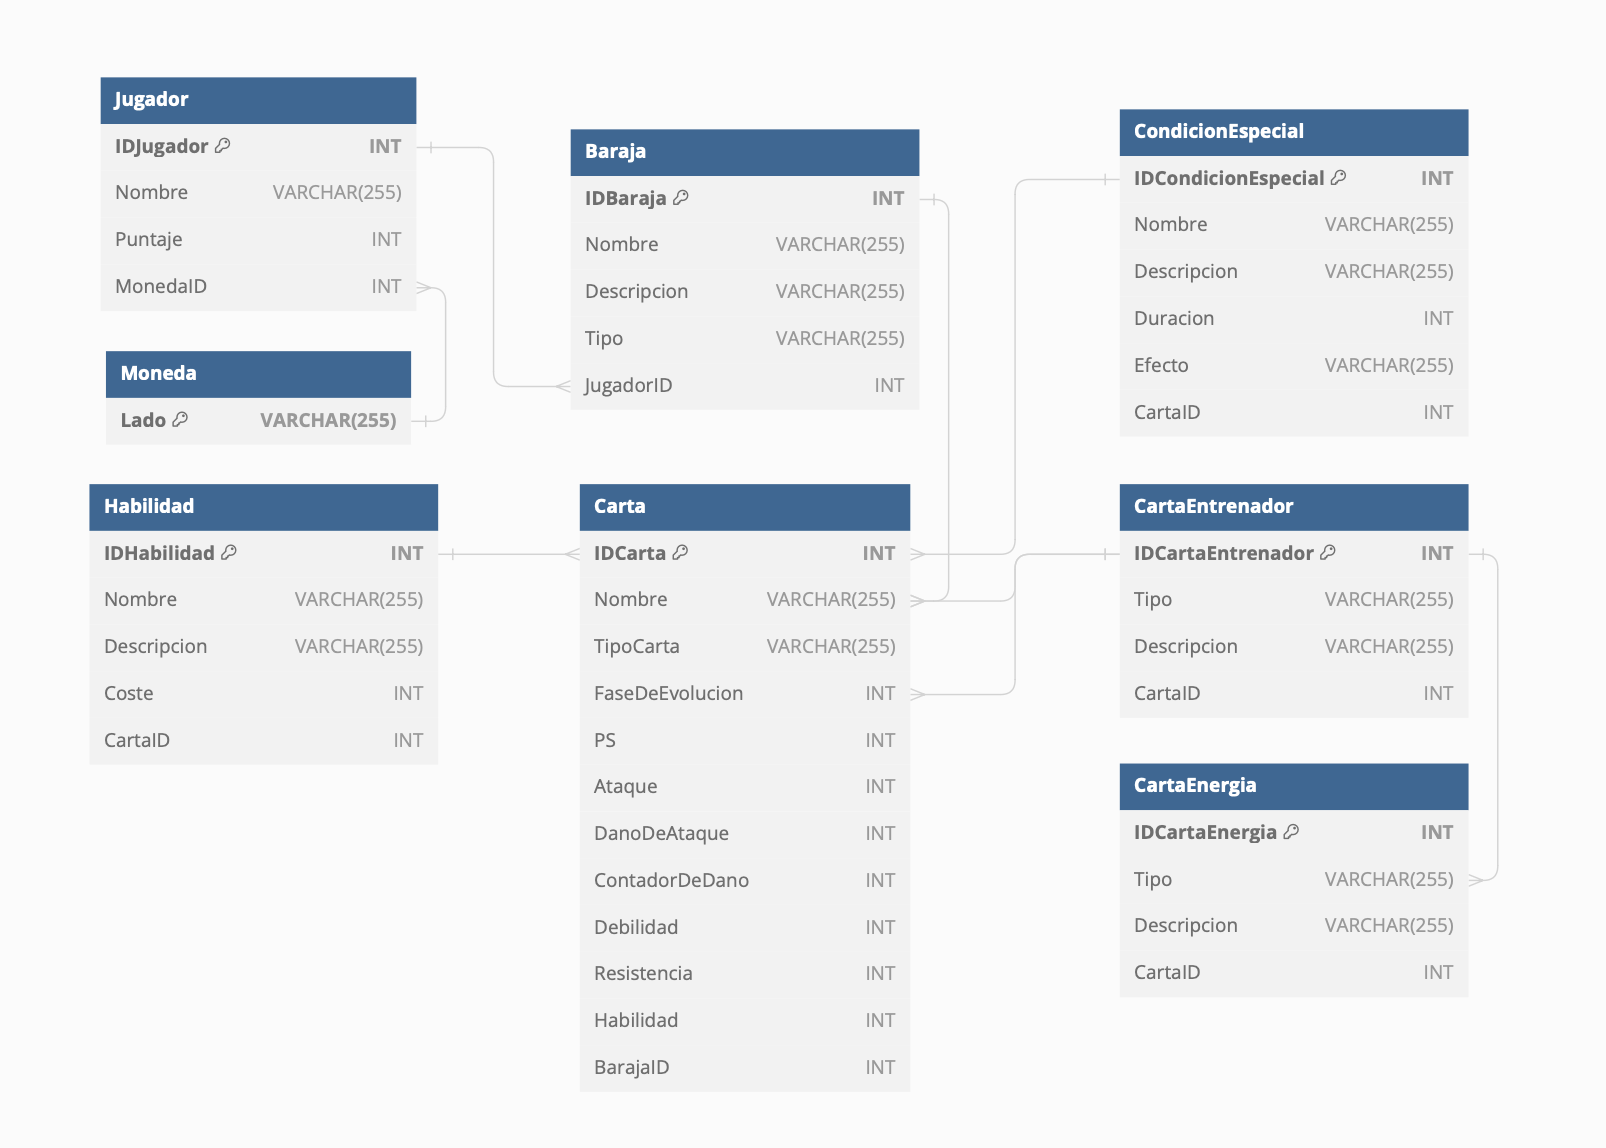 Jugador
IDJugador INT
Nombre VARCHAR(255)
Puntaje INT
MonedaID INT
Moneda
Lado VARCHAR(255)
Habilidad
IDHabilidad INT
Nombre VARCHAR(255)
Descripcion VARCHAR(255)
Coste INT
CartaID INT
Baraja
IDBaraja INT
Nombre VARCHAR(255)
Descripcion VARCHAR(255)
Tipo VARCHAR(255)
JugadorID INT
Carta
IDCarta INT
Nombre VARCHAR(255)
TipoCarta VARCHAR(255)
FaseDeEvolucion INT
PS INT
Ataque INT
DanoDeAtaque INT
ContadorDeDano INT
Debilidad INT
Resistencia INT
Habilidad INT
BarajaID INT
CondicionEspecial
IDCondicionEspecial INT
Nombre VARCHAR(255)
Descripcion VARCHAR(255)
Duracion INT
Efecto VARCHAR(255)
CartaID INT
CartaEntrenador
IDCartaEntrenador INT
Tipo VARCHAR(255)
Descripcion VARCHAR(255)
CartaID INT
CartaEnergia
IDCartaEnergia INT
Tipo VARCHAR(255)
Descripcion VARCHAR(255)
CartaID INT